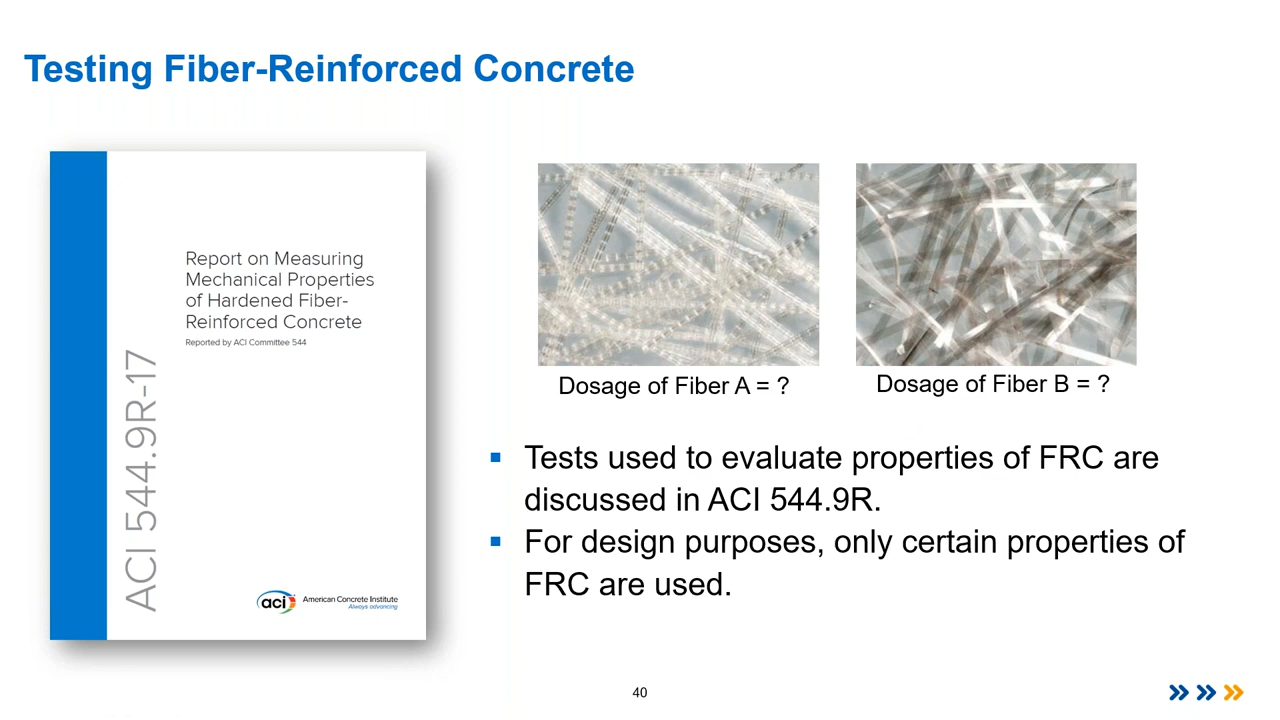 Testing Fiber-Reinforced Concrete
ACI 544.9R-17
Report on Measuring
Mechanical Properties
of Hardened Fiber-
Reinforced Concrete
Reported by ACI Committee 544
aci
American Concrete Institute
Always advancing
Dosage of Fiber A = ?
Dosage of Fiber B = ?
▪ Tests used to evaluate properties of FRC are
discussed in ACI 544.9R.
▪ For design purposes, only certain properties of
FRC are used.
40